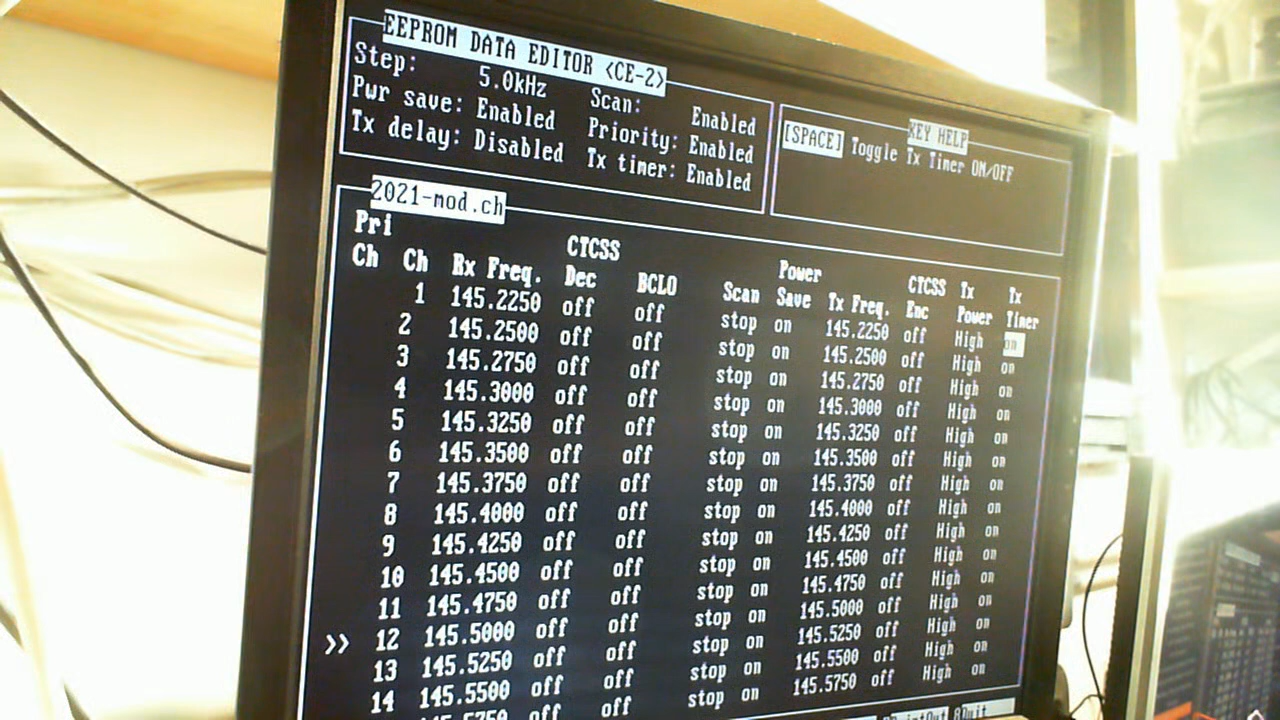 EEPROM DATA EDITOR <CE-2>
Step: 5.0kHz Scan: Enabled
Pwr save: Enabled Priority: Enabled
Tx delay: Disabled Tx timer: Enabled
KEY HELP
[SPACE] Toggle Tx Timer ON/OFF
2021-mod.ch
Pri CTCSS Power CTCSS Tx Tx
Ch Ch Rx Freq. Dec BCLO Scan Save Tx Freq. Enc Power Timer
1 145.2250 off off stop on 145.2250 off High on
2 145.2500 off off stop on 145.2500 off High on
3 145.2750 off off stop on 145.2750 off High on
4 145.3000 off off stop on 145.3000 off High on
5 145.3250 off off stop on 145.3250 off High on
6 145.3500 off off stop on 145.3500 off High on
7 145.3750 off off stop on 145.3750 off High on
8 145.4000 off off stop on 145.4000 off High on
9 145.4250 off off stop on 145.4250 off High on
10 145.4500 off off stop on 145.4500 off High on
11 145.4750 off off stop on 145.4750 off High on
>> 12 145.5000 off off stop on 145.5000 off High on
13 145.5250 off off stop on 145.5250 off High on
14 145.5500 off off stop on 145.5500 off High on
145.5750 off off stop on 145.5750 off High on